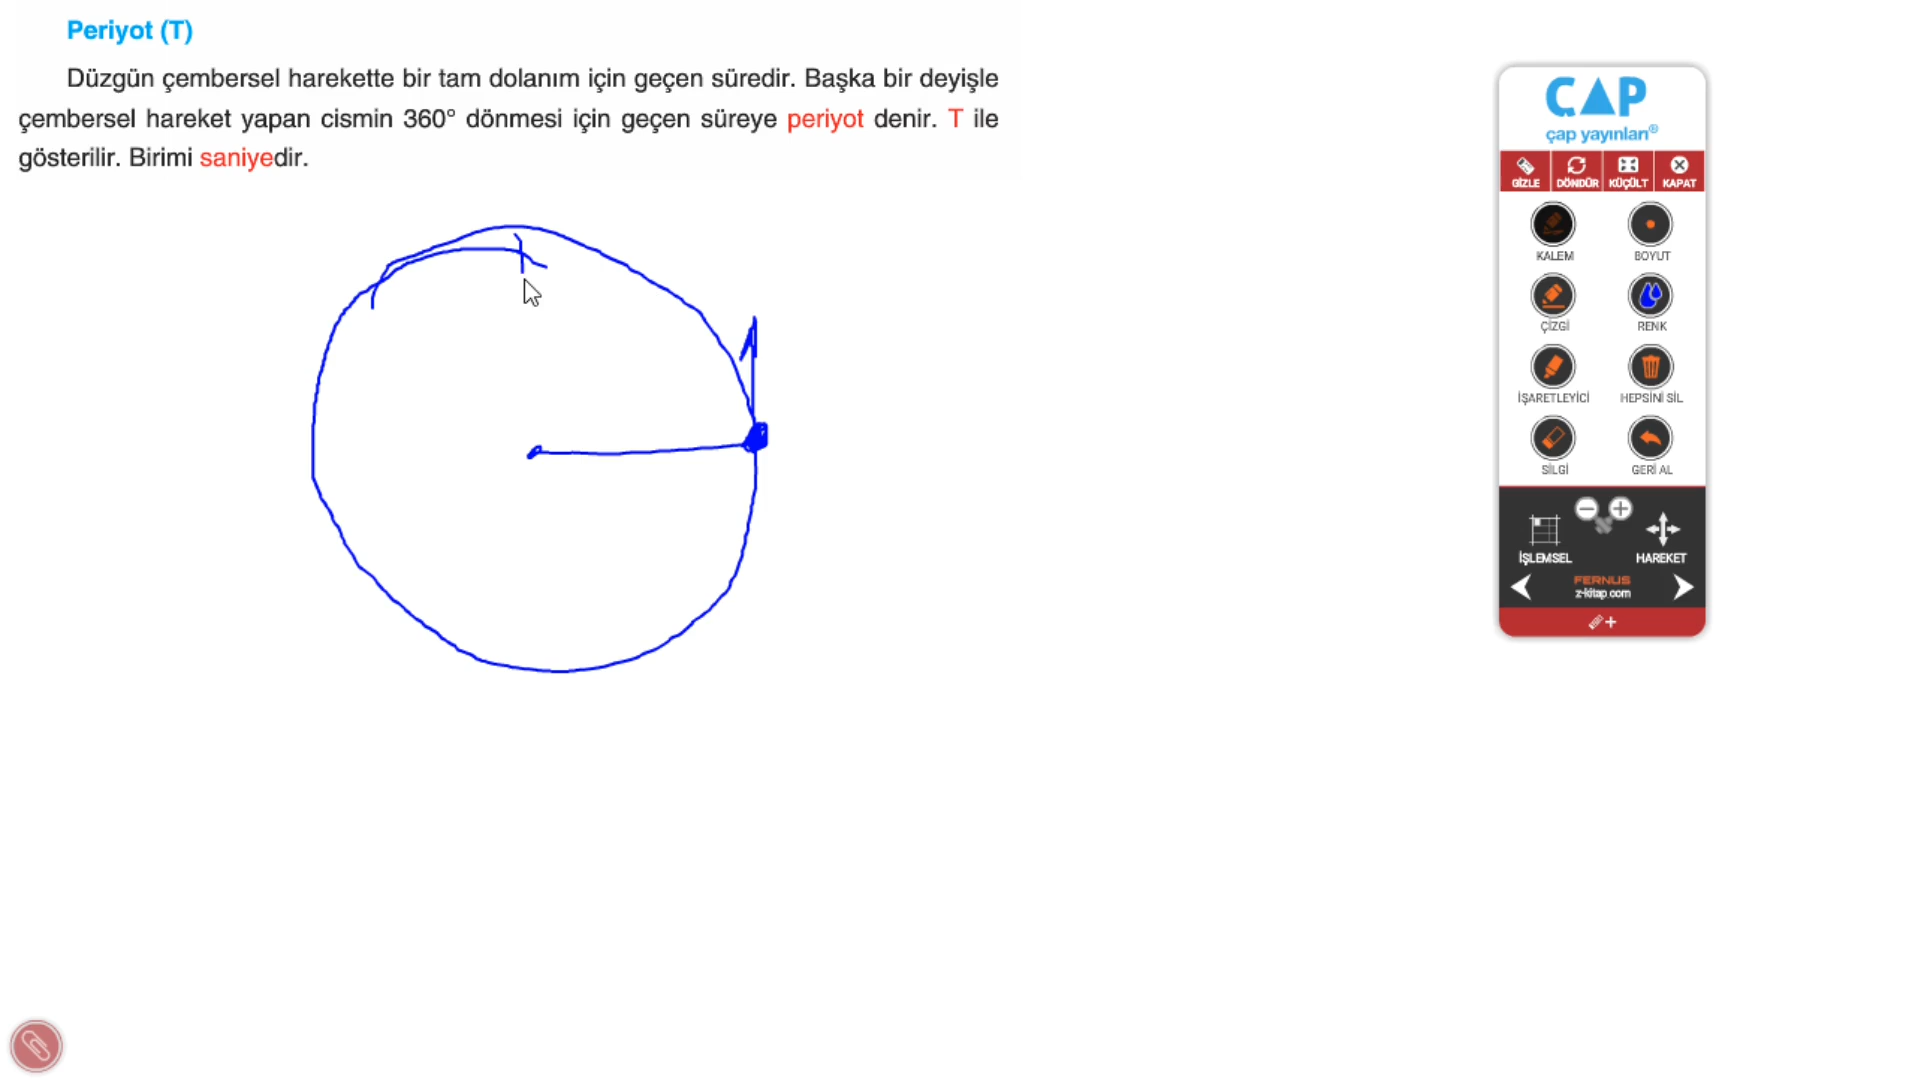 Periyot (T)
Düzgün çembersel harekette bir tam dolanım için geçen süredir. Başka bir deyişle
çembersel hareket yapan cismin 360° dönmesi için geçen süreye periyot denir. T ile
gösterilir. Birimi saniyedir.
ÇAP
çap yayınları®
GİZLE DÖNDÜR KÜÇÜLT KAPAT
KALEM BOYUT
ÇİZGİ RENK
İŞARETLEYİCİ HEPSİNİ SİL
SİLGİ GERİ AL
İŞLEMSEL HAREKET
FERNUS
z-kitap.com